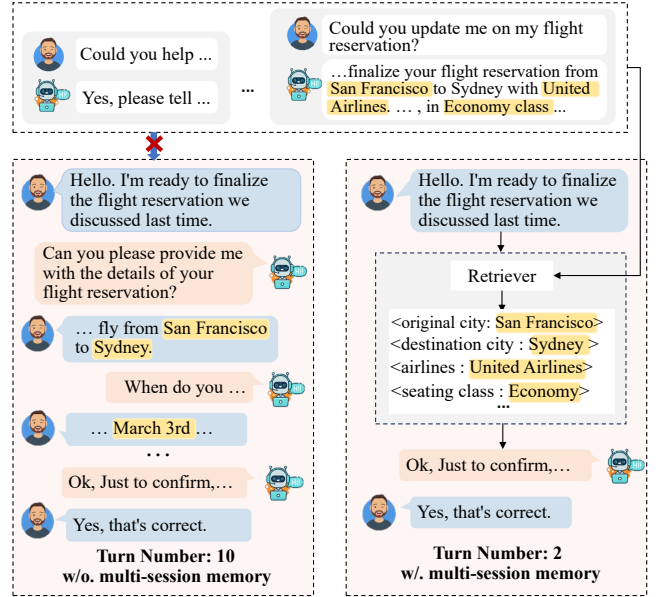 Could you help ...
Yes, please tell ...
...
Could you update me on my flight
reservation?
...finalize your flight reservation from
San Francisco to Sydney with United
Airlines. ... , in Economy class ...
Hello. I'm ready to finalize
the flight reservation we
discussed last time.
Can you please provide me
with the details of your
flight reservation?
... fly from San Francisco
to Sydney.
When do you ...
... March 3rd ...
...
Ok, Just to confirm,...
Yes, that's correct.
Turn Number: 10
w/o. multi-session memory
Hello. I'm ready to finalize
the flight reservation we
discussed last time.
Retriever
<original city: San Francisco>
<destination city : Sydney >
<airlines : United Airlines>
<seating class : Economy>
...
Ok, Just to confirm,...
Yes, that's correct.
Turn Number: 2
w/. multi-session memory